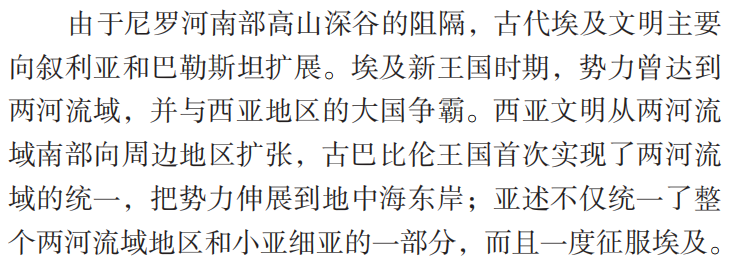 由于尼罗河南部高山深谷的阻隔，古代埃及文明主要
向叙利亚和巴勒斯坦扩展。埃及新王国时期，势力曾达到
两河流域，并与西亚地区的大国争霸。西亚文明从两河流
域南部向周边地区扩张，古巴比伦王国首次实现了两河流
域的统一，把势力伸展到地中海东岸；亚述不仅统一了整
个两河流域地区和小亚细亚的一部分，而且一度征服埃及。